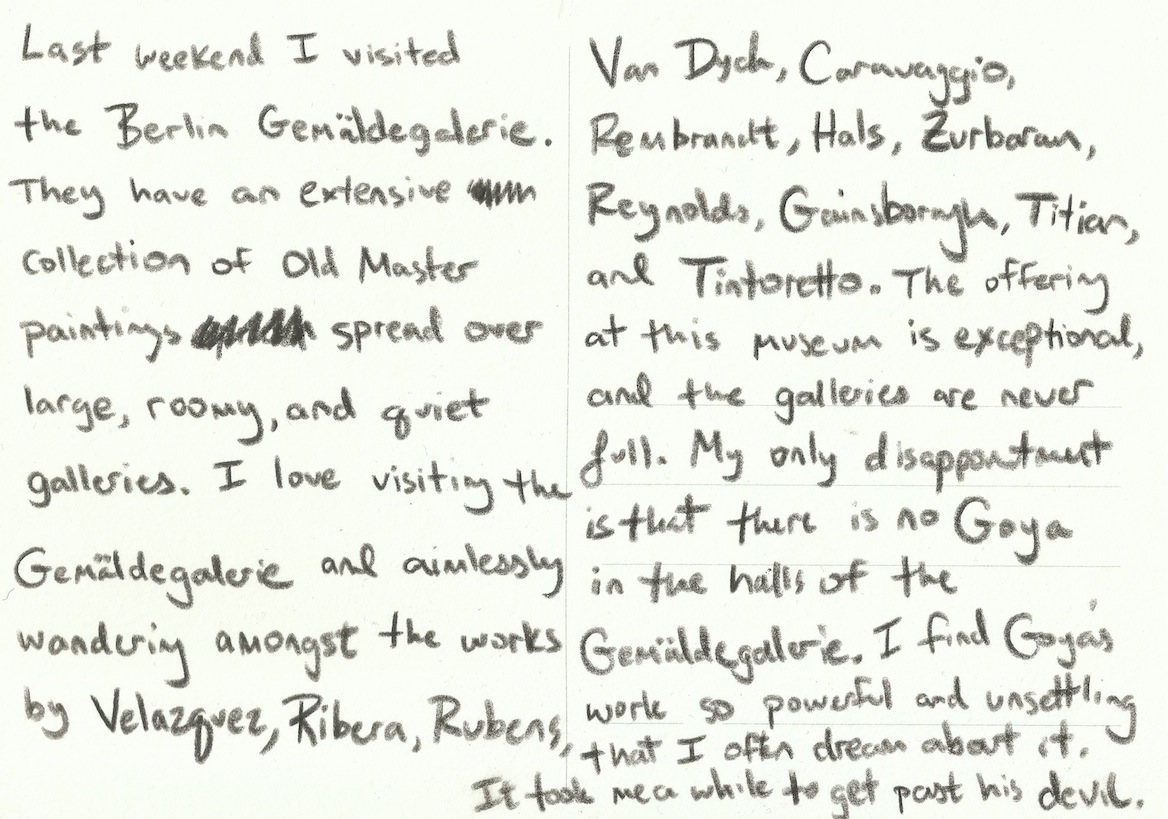 Last weekend I visited
the Berlin Gemäldegalerie.
They have an extensive
collection of Old Master
paintings spread over
large, roomy, and quiet
galleries. I love visiting the
Gemäldegalerie and aimlessly
wandering amongst the works
by Velazquez, Ribera, Rubens,
Van Dyck, Caravaggio,
Rembrandt, Hals, Zurbaran,
Reynolds, Gainsborough, Titian,
and Tintoretto. The offering
at this museum is exceptional,
and the galleries are never
full. My only disappointment
is that there is no Goya
in the halls of the
Gemäldegalerie. I find Goya's
work so powerful and unsettling
that I often dream about it.
It took me a while to get past his devil.